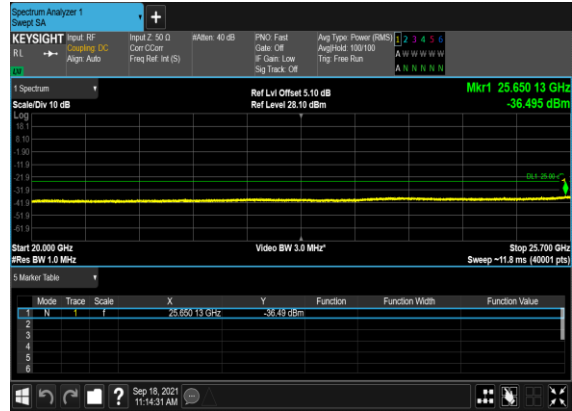 Spectrum Analyzer 1
Swept SA
+
KEYSIGHT Input: RF Input Z: 50 Ω #Atten: 40 dB PNO: Fast Avg Type: Power (RMS) 1 2 3 4 5 6
RL Coupling: DC Corr CCorr Gate: Off Avg|Hold: 100/100 A W W W W W
Align: Auto Freq Ref: Int (S) IF Gain: Low Trig: Free Run
Sig Track: Off A N N N N N
1 Spectrum Ref Lvl Offset 5.10 dB Mkr1 25.650 13 GHz
Scale/Div 10 dB Ref Level 28.10 dBm -36.495 dBm
Log
18.1
8.10
-1.90
-11.9
-21.9
-31.9
-41.9
-51.9
-61.9
Start 20.000 GHz Video BW 3.0 MHz* Stop 25.700 GHz
#Res BW 1.0 MHz Sweep ~11.8 ms (40001 pts)
5 Marker Table
Mode Trace Scale X Y Function Function Width Function Value
1 N 1 f 25.650 13 GHz -36.49 dBm
2
3
4
5
6
? Sep 18, 2021
11:14:31 AM